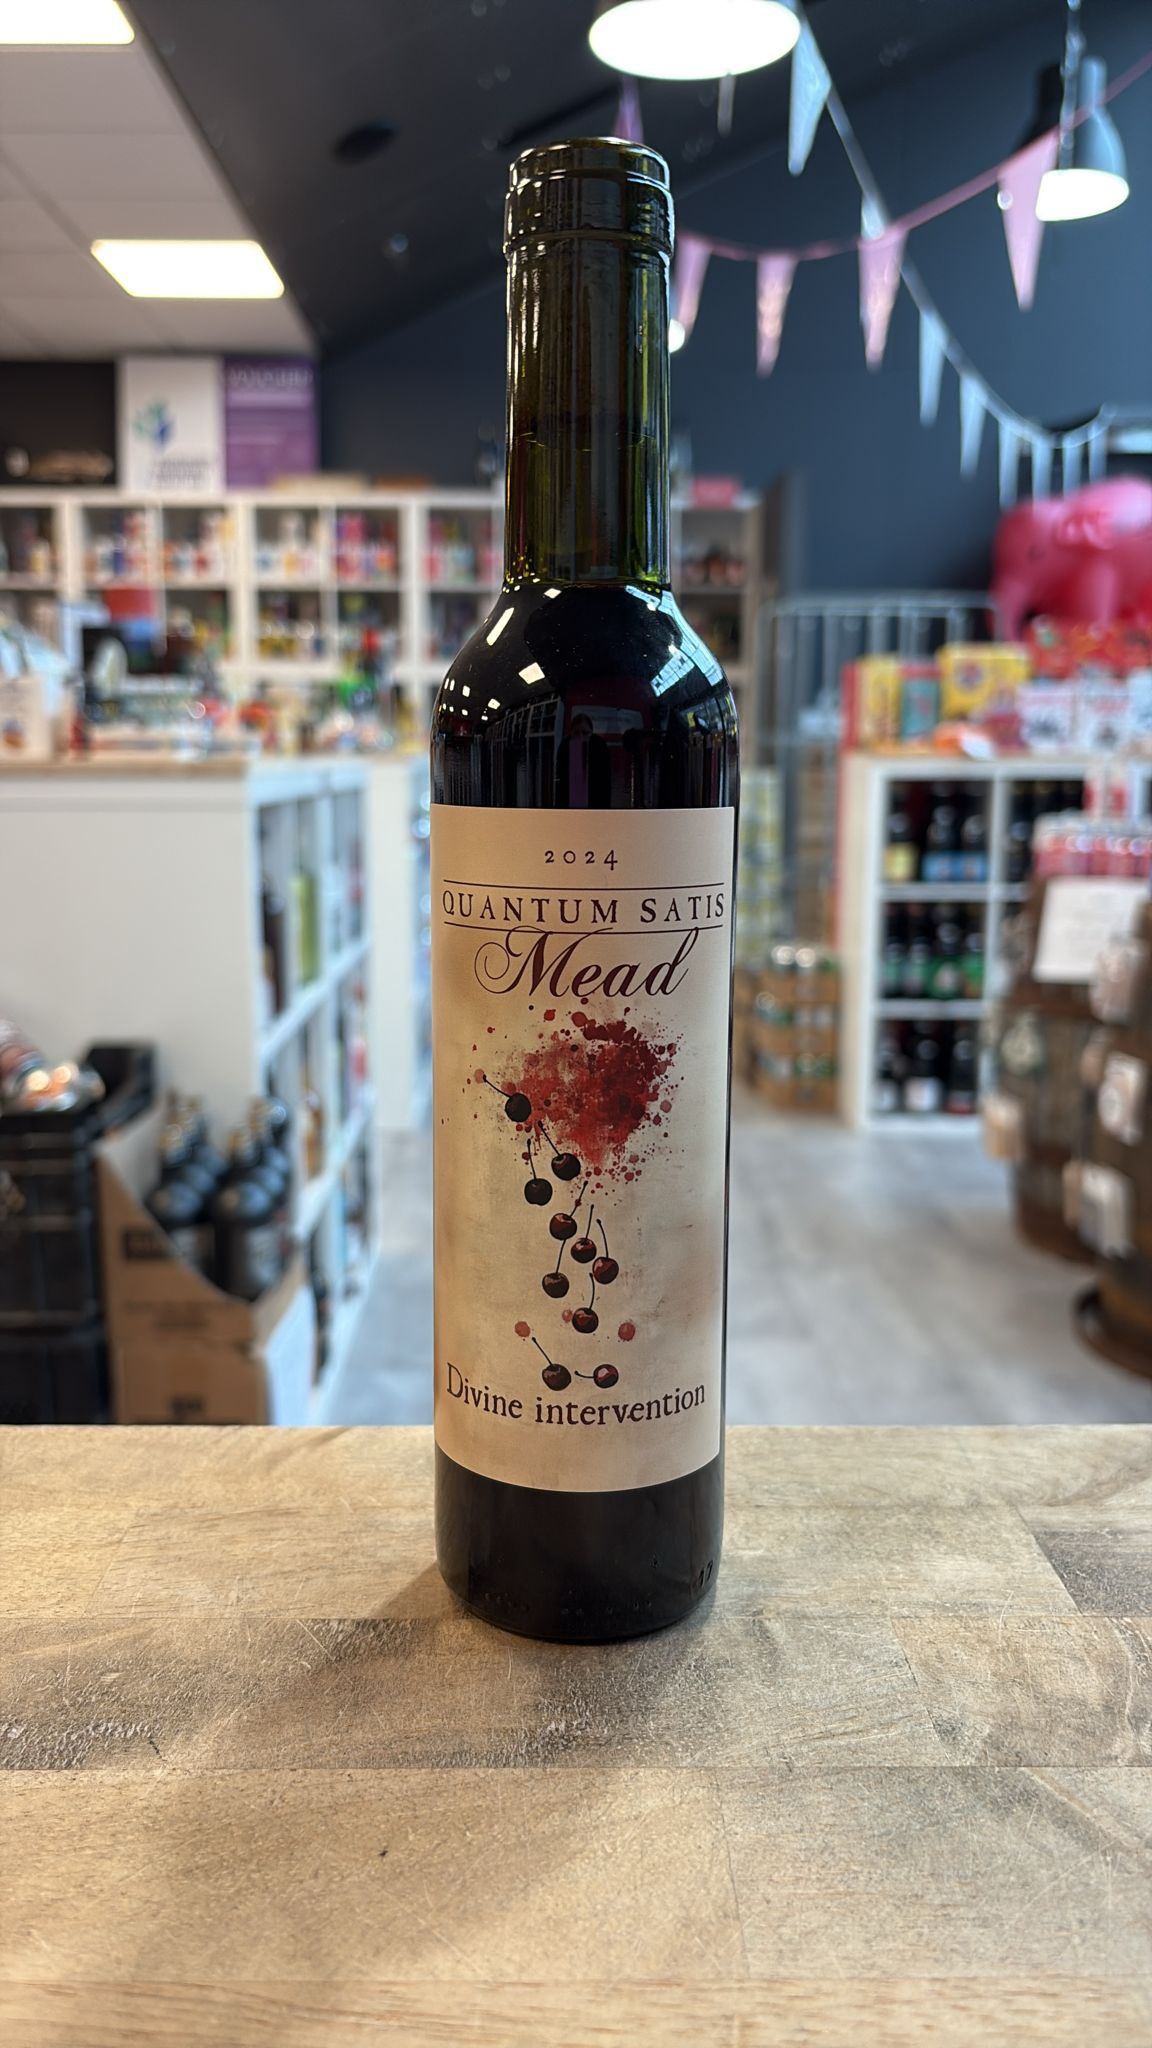 2024
QUANTUM SATIS
Mead
Divine intervention